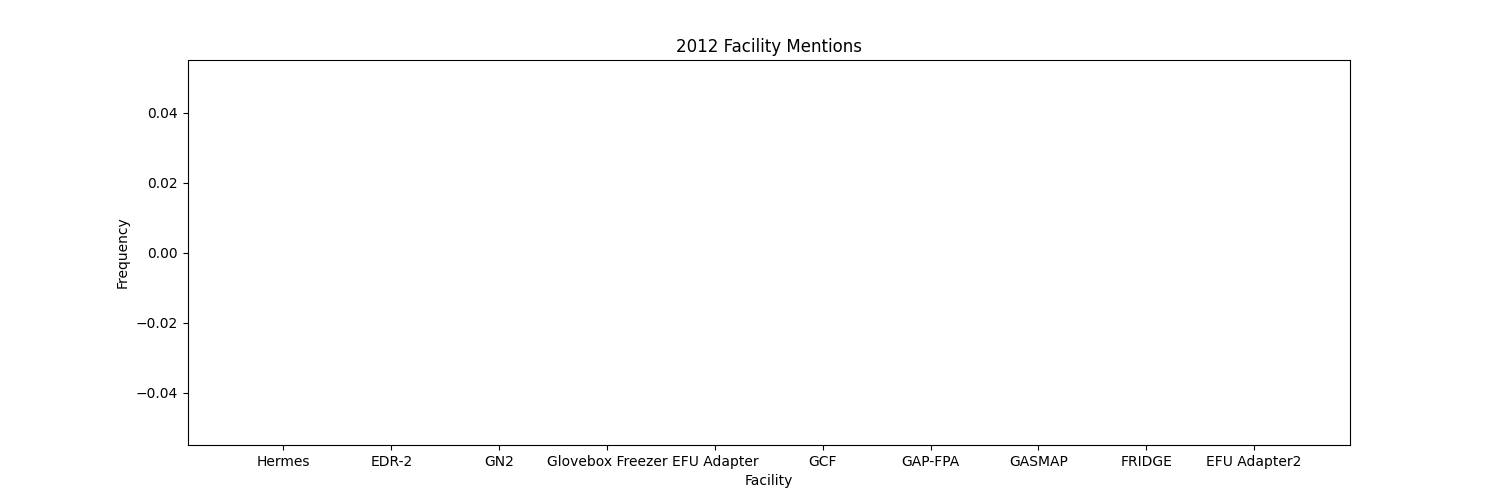 2012 Facility Mentions
0.04
0.02
0.00
−0.02
−0.04
Frequency
Hermes EDR-2 GN2 Glovebox Freezer EFU Adapter GCF GAP-FPA GASMAP FRIDGE EFU Adapter2
Facility